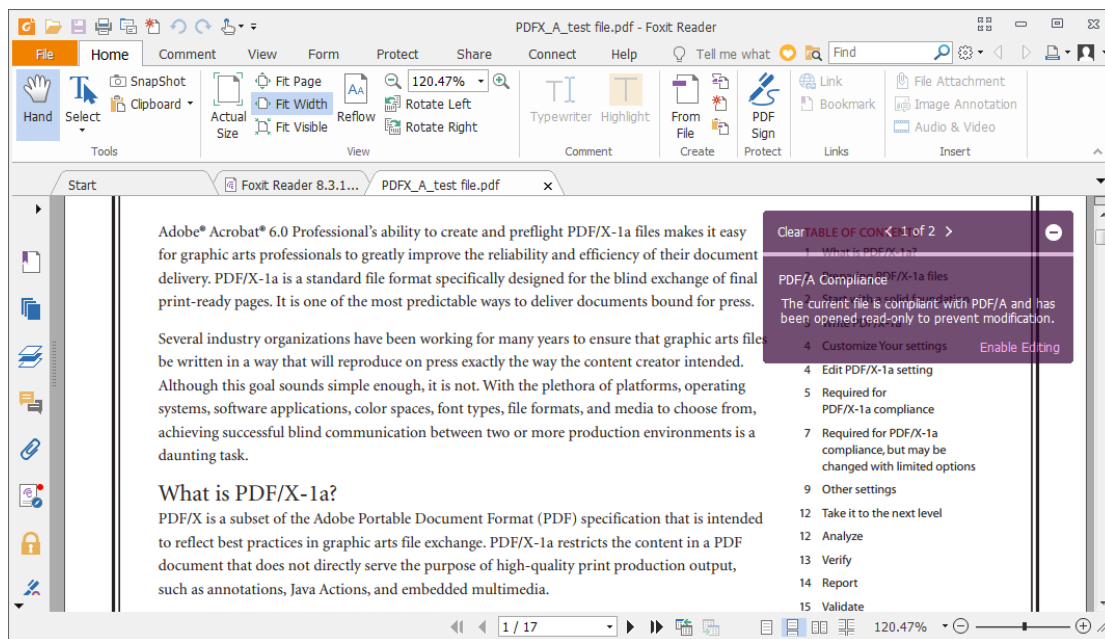 PDFX_A_test file.pdf - Foxit Reader
File Home Comment View Form Protect Share Connect Help Tell me what Find
Hand
Select
SnapShot
Clipboard
Tools
Actual Size
Fit Page
Fit Width
Fit Visible
Reflow
120.47%
Rotate Left
Rotate Right
View
Typewriter Highlight
Comment
From File
Create
PDF Sign
Protect
Link
Bookmark
Links
File Attachment
Image Annotation
Audio & Video
Insert
Start Foxit Reader 8.3.1... PDFX_A_test file.pdf
Adobe® Acrobat® 6.0 Professional's ability to create and preflight PDF/X-1a files makes it easy
for graphic arts professionals to greatly improve the reliability and efficiency of their document
delivery. PDF/X-1a is a standard file format specifically designed for the blind exchange of final
print-ready pages. It is one of the most predictable ways to deliver documents bound for press.
Several industry organizations have been working for many years to ensure that graphic arts files
be written in a way that will reproduce on press exactly the way the content creator intended.
Although this goal sounds simple enough, it is not. With the plethora of platforms, operating
systems, software applications, color spaces, font types, file formats, and media to choose from,
achieving successful blind communication between two or more production environments is a
daunting task.
What is PDF/X-1a?
PDF/X is a subset of the Adobe Portable Document Format (PDF) specification that is intended
to reflect best practices in graphic arts file exchange. PDF/X-1a restricts the content in a PDF
document that does not directly serve the purpose of high-quality print production output,
such as annotations, Java Actions, and embedded multimedia.
Clear 1 of 2
TABLE OF CONTENT
1 What is PDF/X-1a?
PDF/A Compliance
PDF/X-1a files
2 Start with a solid foundation
The current file is compliant with PDF/A and has
been opened read-only to prevent modification.
4 Customize Your settings
Enable Editing
4 Edit PDF/X-1a setting
5 Required for
PDF/X-1a compliance
7 Required for PDF/X-1a
compliance, but may be
changed with limited options
9 Other settings
12 Take it to the next level
12 Analyze
13 Verify
14 Report
15 Validate
1 / 17
120.47%